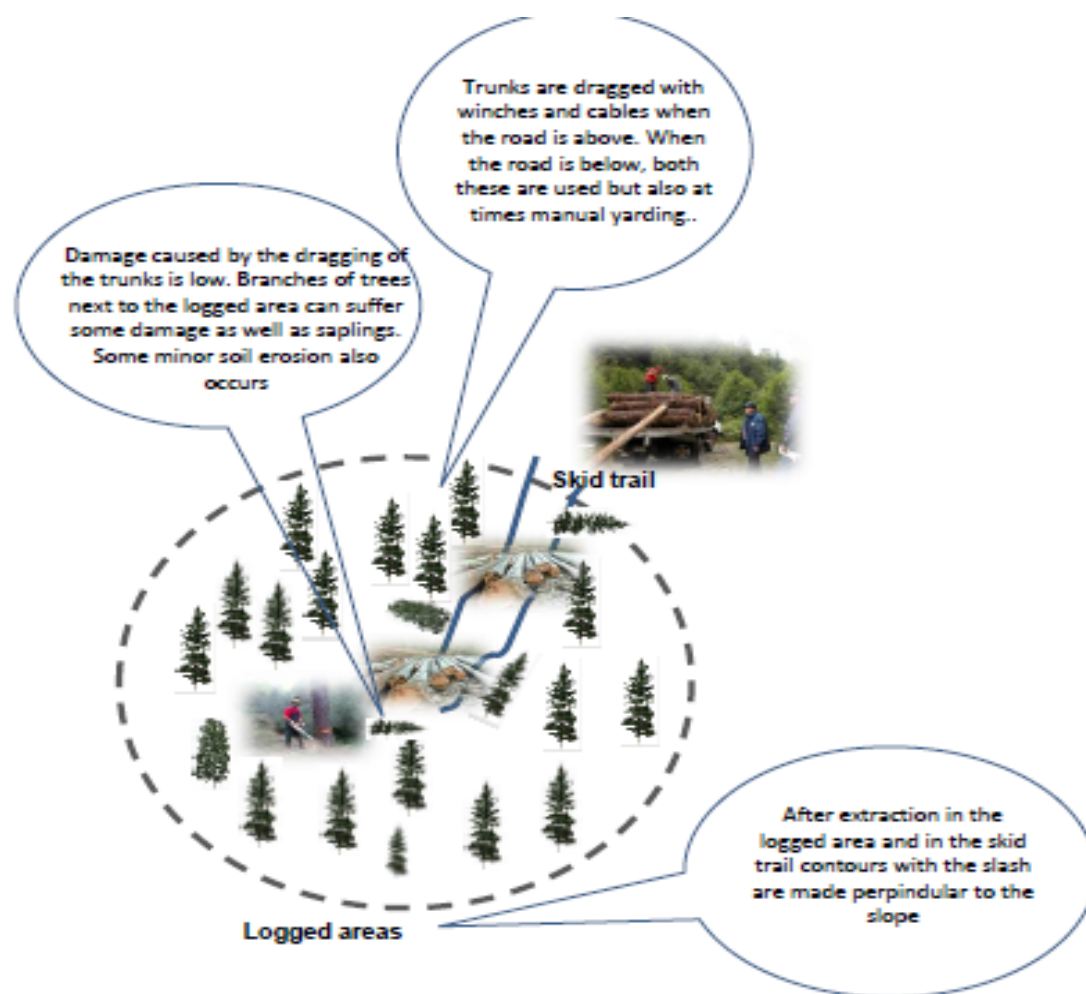 Trunks are dragged with
winches and cables when
the road is above. When
the road is below, both
these are used but also at
times manual yarding..
Damage caused by the dragging of
the trunks is low. Branches of trees
next to the logged area can suffer
some damage as well as saplings.
Some minor soil erosion also
occurs
Skid trail
After extraction in the
logged area and in the skid
trail contours with the slash
are made perpindular to the
slope
Logged areas